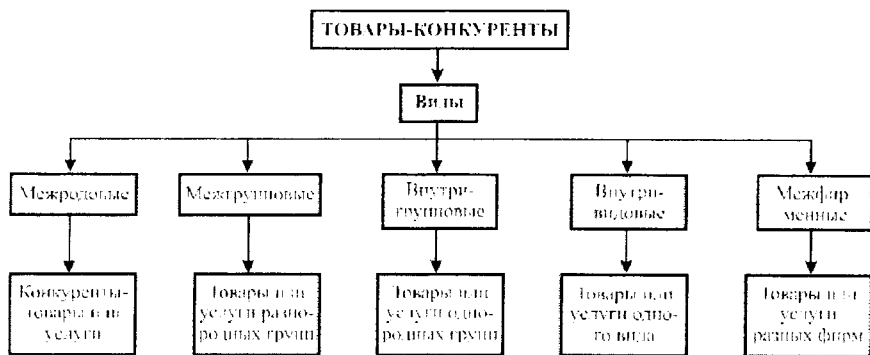 ТОВАРЫ-КОНКУРЕНТЫ
Виды
Межродовые
Межгрупповые
Внутри-
групповые
Внутри-
видовые
Межфир
менные
Конкуренты-
товары или
услуги
Товары или
услуги разно-
родных групп
Товары или
услуги одно-
родных групп
Товары или
услуги одно-
го вида
Товары или
услуги
разных фирм